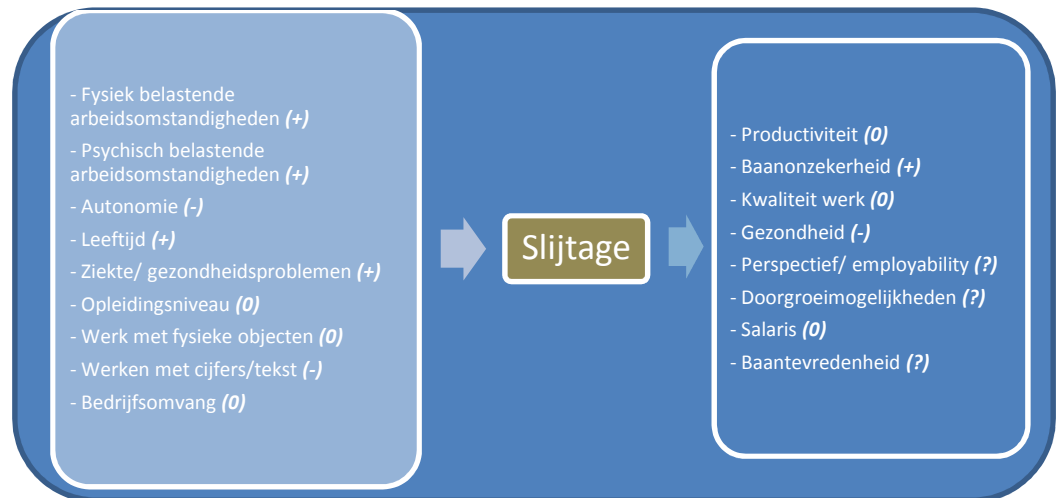 - Fysiek belastende
arbeidsomstandigheden (+)
- Psychisch belastende
arbeidsomstandigheden (+)
- Autonomie (-)
- Leeftijd (+)
- Ziekte/ gezondheidsproblemen (+)
- Opleidingsniveau (0)
- Werk met fysieke objecten (0)
- Werken met cijfers/tekst (-)
- Bedrijfsomvang (0)
Slijtage
- Productiviteit (0)
- Baanonzekerheid (+)
- Kwaliteit werk (0)
- Gezondheid (-)
- Perspectief/ employability (?)
- Doorgroeimogelijkheden (?)
- Salaris (0)
- Baantevredenheid (?)